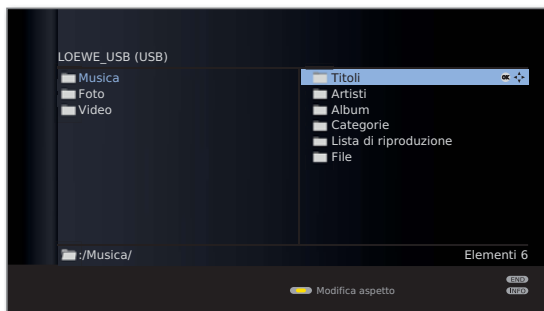 LOEWE_USB (USB)
Musica
Foto
Video
Titoli OK
Artisti
Album
Categorie
Lista di riproduzione
File
:/Musica/
Elementi 6
Modifica aspetto
END
INFO